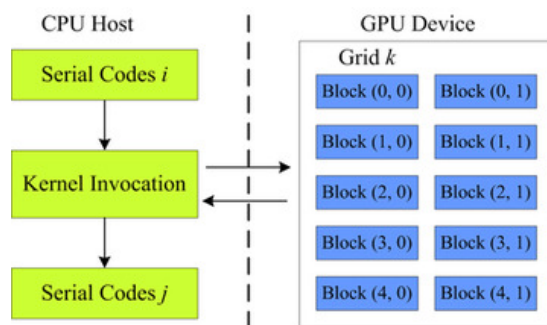 CPU Host
GPU Device
Serial Codes i
Kernel Invocation
Serial Codes j
Grid k
Block (0, 0)
Block (0, 1)
Block (1, 0)
Block (1, 1)
Block (2, 0)
Block (2, 1)
Block (3, 0)
Block (3, 1)
Block (4, 0)
Block (4, 1)